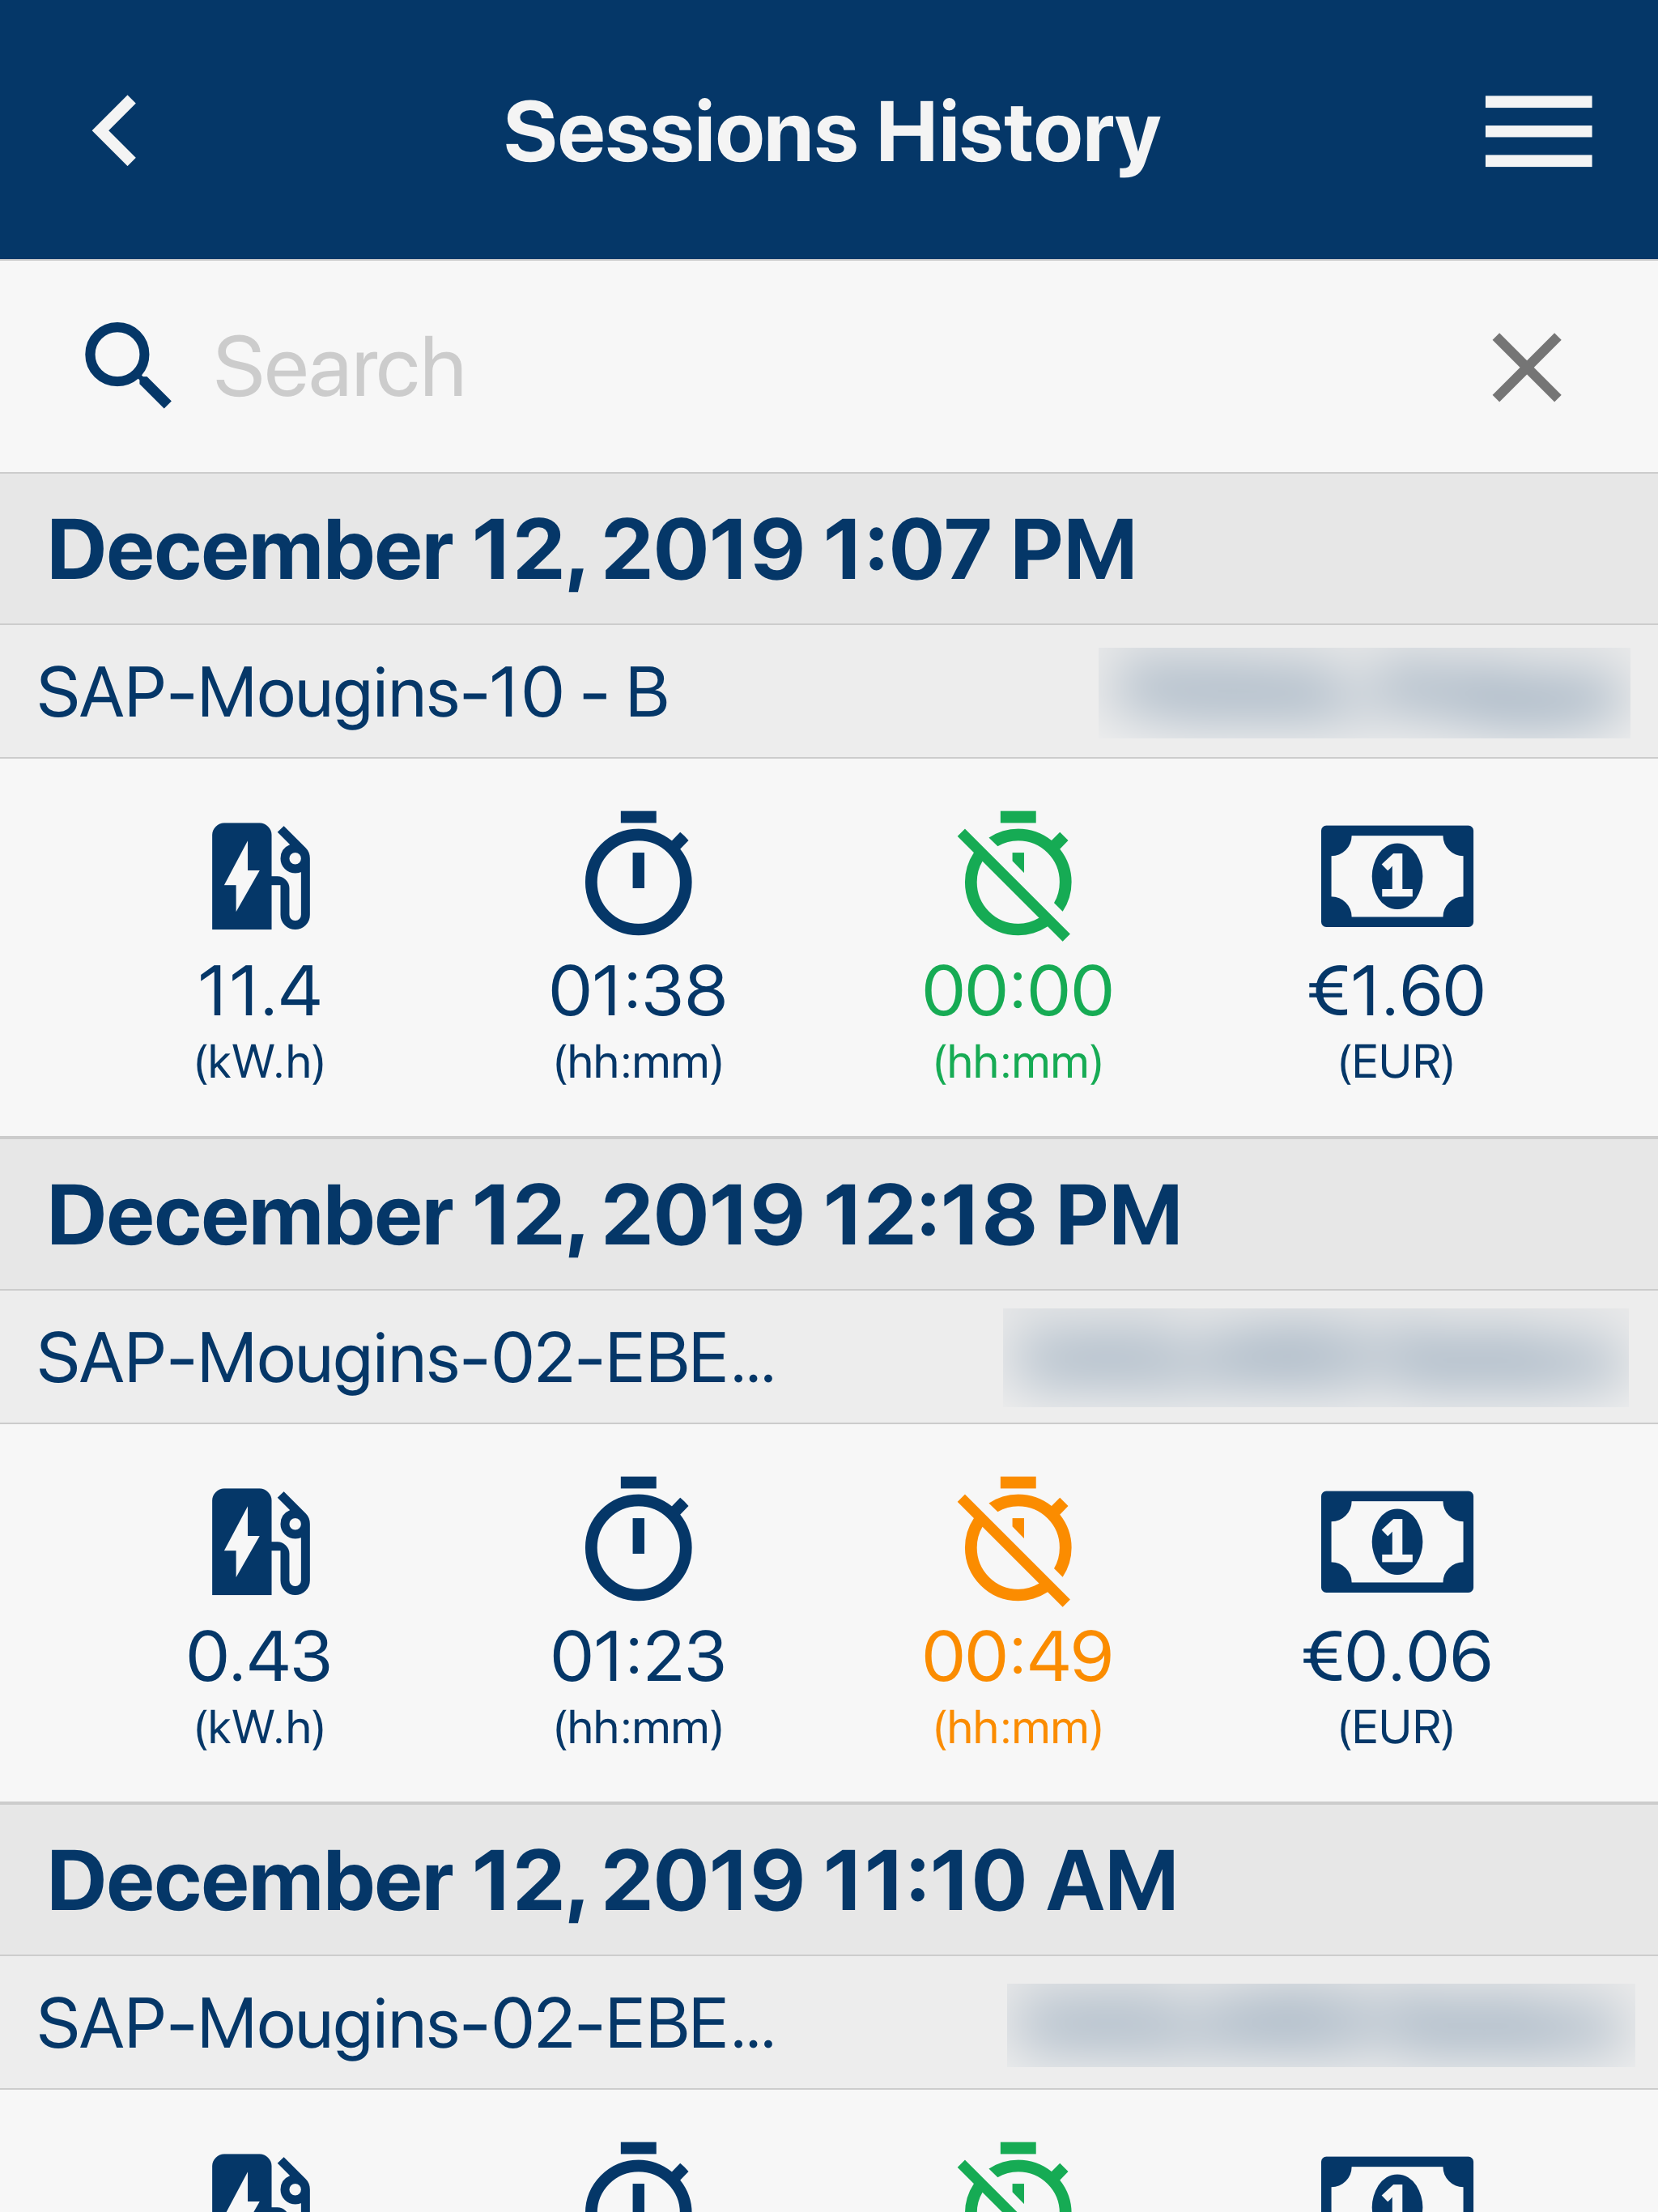 Sessions History
Search
December 12, 2019 1:07 PM
SAP-Mougins-10 - B
11.4 01:38 00:00 €1.60
(kW.h) (hh:mm) (hh:mm) (EUR)
December 12, 2019 12:18 PM
SAP-Mougins-02-EBE...
0.43 01:23 00:49 €0.06
(kW.h) (hh:mm) (hh:mm) (EUR)
December 12, 2019 11:10 AM
SAP-Mougins-02-EBE...